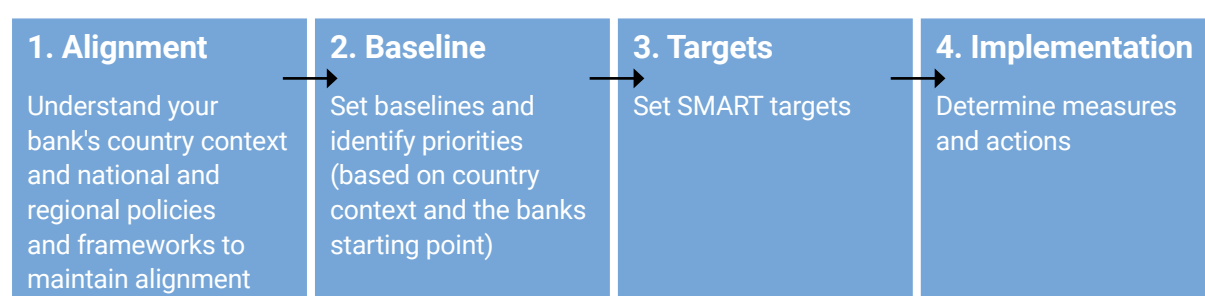 1. Alignment
Understand your
bank's country context
and national and
regional policies
and frameworks to
maintain alignment
2. Baseline
Set baselines and
identify priorities
(based on country
context and the banks
starting point)
3. Targets
Set SMART targets
4. Implementation
Determine measures
and actions